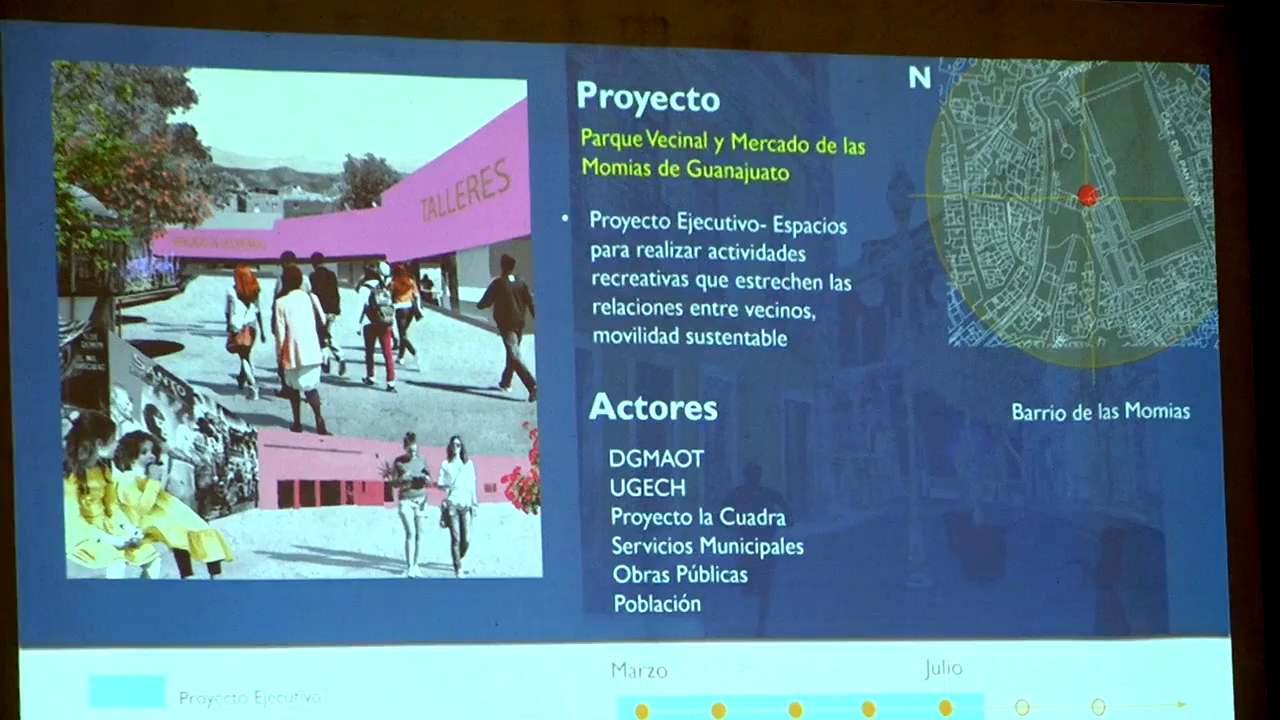 Proyecto
Parque Vecinal y Mercado de las
Momias de Guanajuato
• Proyecto Ejecutivo- Espacios
para realizar actividades
recreativas que estrechen las
relaciones entre vecinos,
movilidad sustentable
Actores
DGMAOT
UGECH
Proyecto la Cuadra
Servicios Municipales
Obras Públicas
Población
N
Barrio de las Momias
TALLERES
Proyecto Ejecutivo
Marzo
Julio